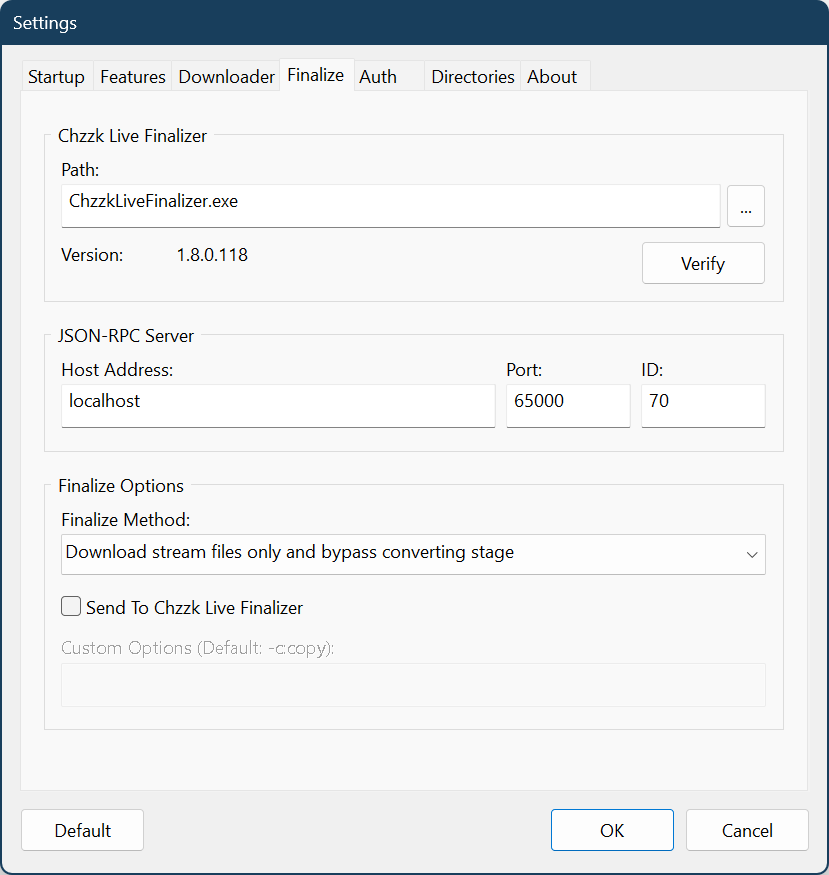 Settings
Startup Features Downloader Finalize Auth Directories About
Chzzk Live Finalizer
Path:
ChzzkLiveFinalizer.exe
...
Version: 1.8.0.118
Verify
JSON-RPC Server
Host Address: Port: ID:
localhost 65000 70
Finalize Options
Finalize Method:
Download stream files only and bypass converting stage
Send To Chzzk Live Finalizer
Custom Options (Default: -c:copy):
Default OK Cancel